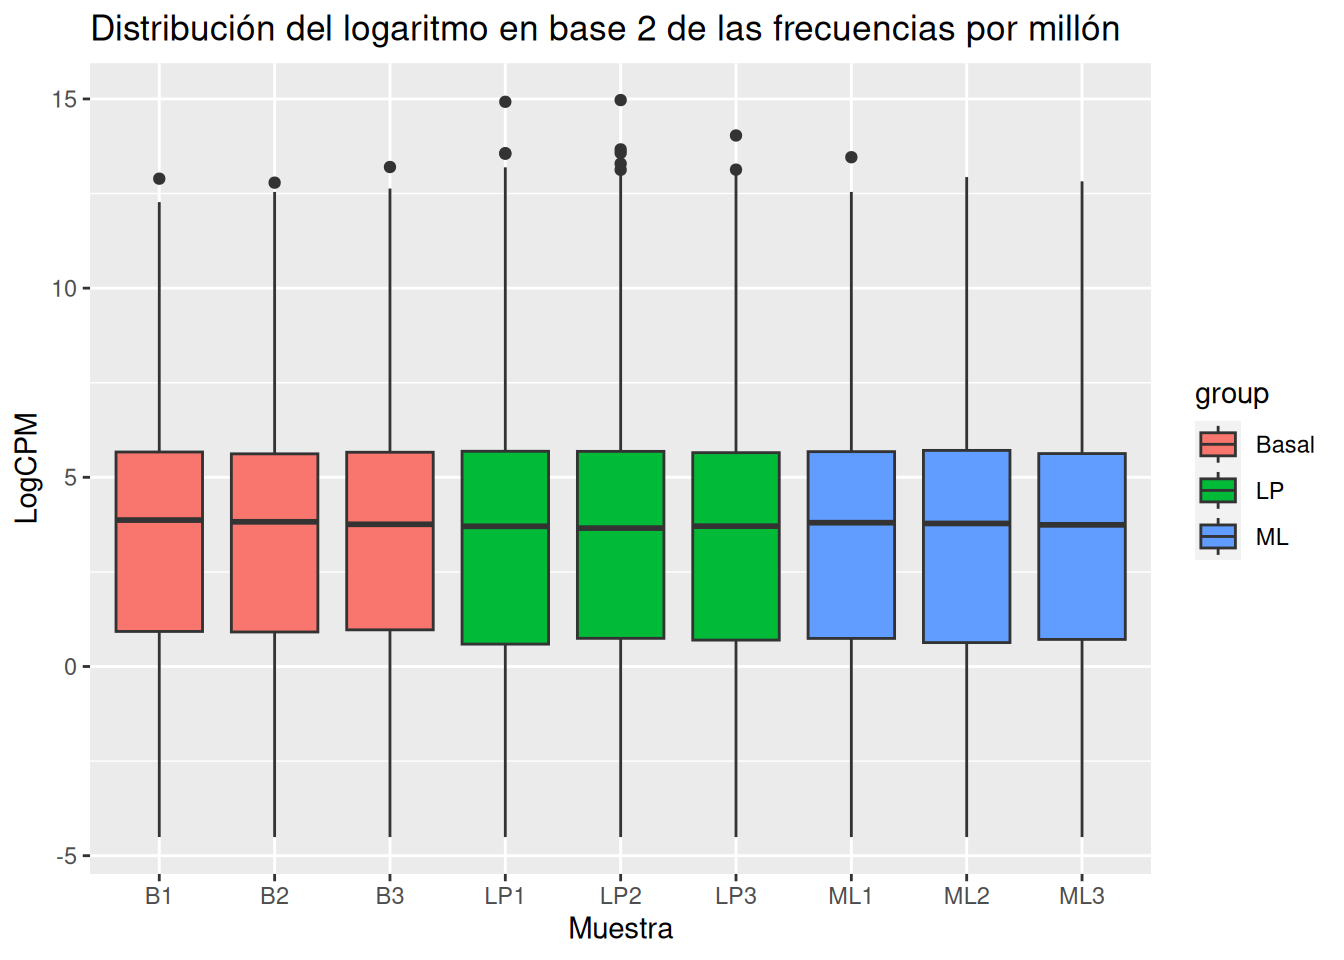 Distribución del logaritmo en base 2 de las frecuencias por millón
LogCPM
15
10
5
0
-5
B1 B2 B3 LP1 LP2 LP3 ML1 ML2 ML3
Muestra
group
Basal
LP
ML